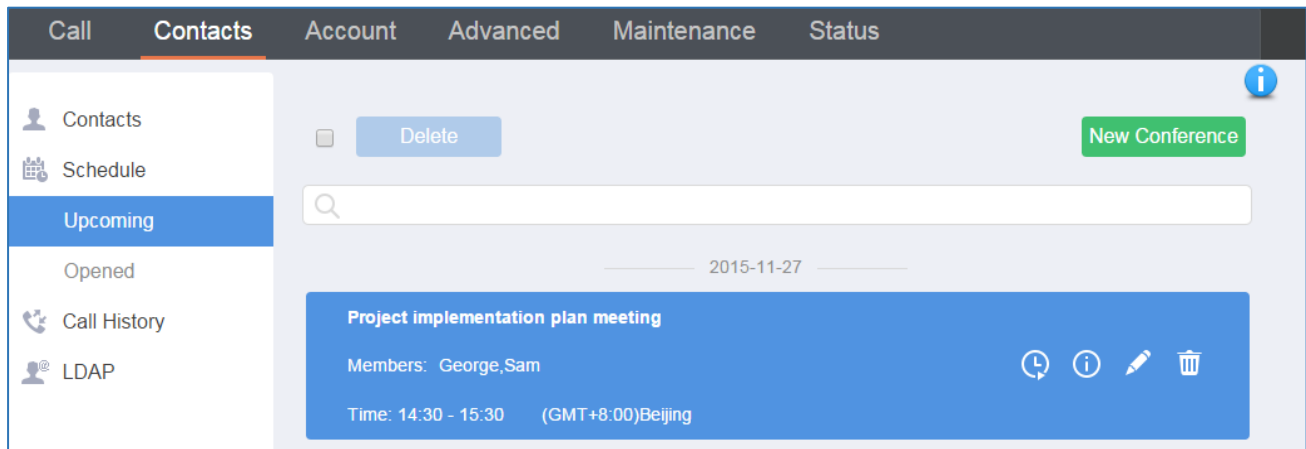 Call Contacts Account Advanced Maintenance Status
Contacts
Schedule
Upcoming
Opened
Call History
LDAP
Delete
New Conference
2015-11-27
Project implementation plan meeting
Members: George,Sam
Time: 14:30 - 15:30 (GMT+8:00)Beijing